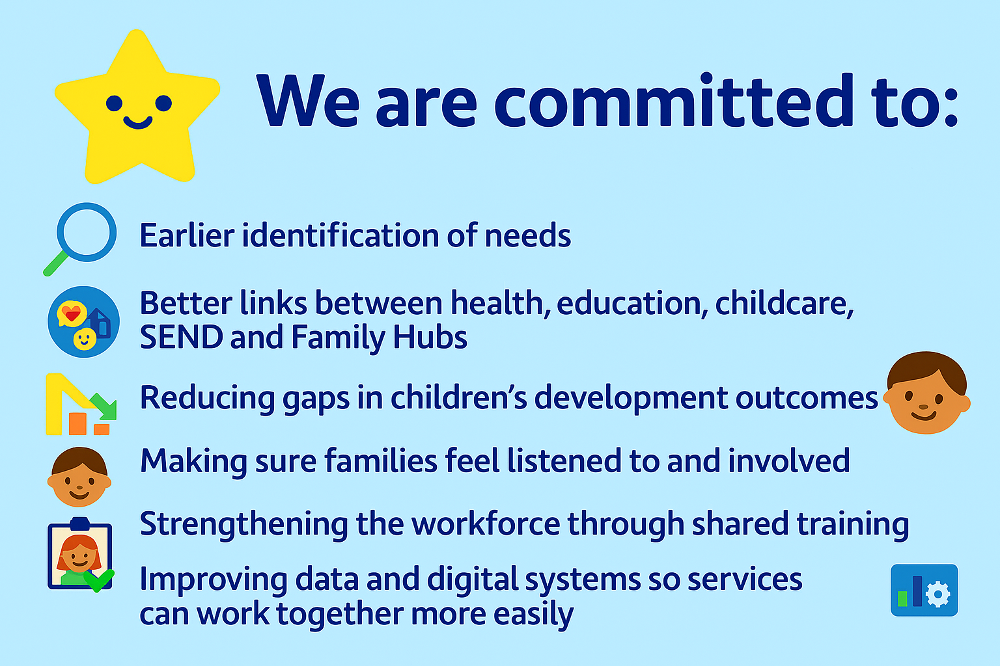 We are committed to:
Earlier identification of needs
Better links between health, education, childcare,
SEND and Family Hubs
Reducing gaps in children’s development outcomes
Making sure families feel listened to and involved
Strengthening the workforce through shared training
Improving data and digital systems so services
can work together more easily